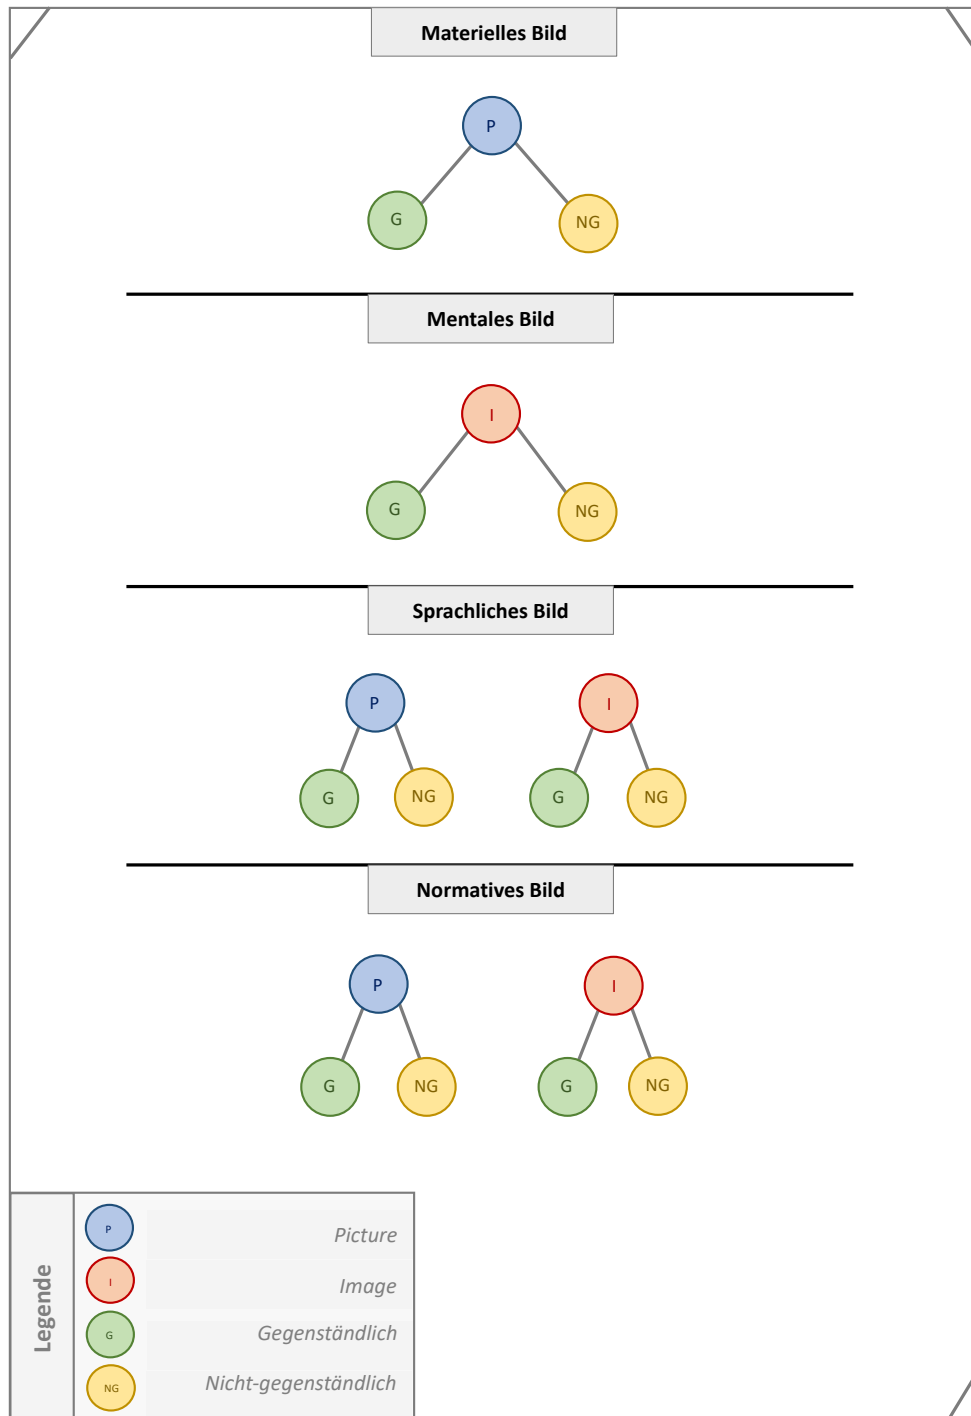 Materielles Bild
P
G
NG
Mentales Bild
I
G
NG
Sprachliches Bild
P
I
G
NG
G
NG
Normatives Bild
P
I
G
NG
G
NG
Legende
P
Picture
I
Image
G
Gegenständlich
NG
Nicht-gegenständlich